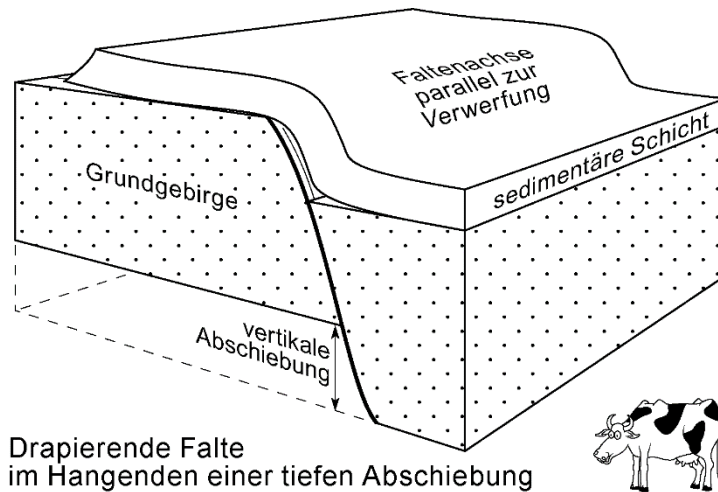 Faltenachse
parallel zur
Verwerfung
sedimentäre Schicht
Grundgebirge
vertikale
Abschiebung
Drapierende Falte
im Hangenden einer tiefen Abschiebung